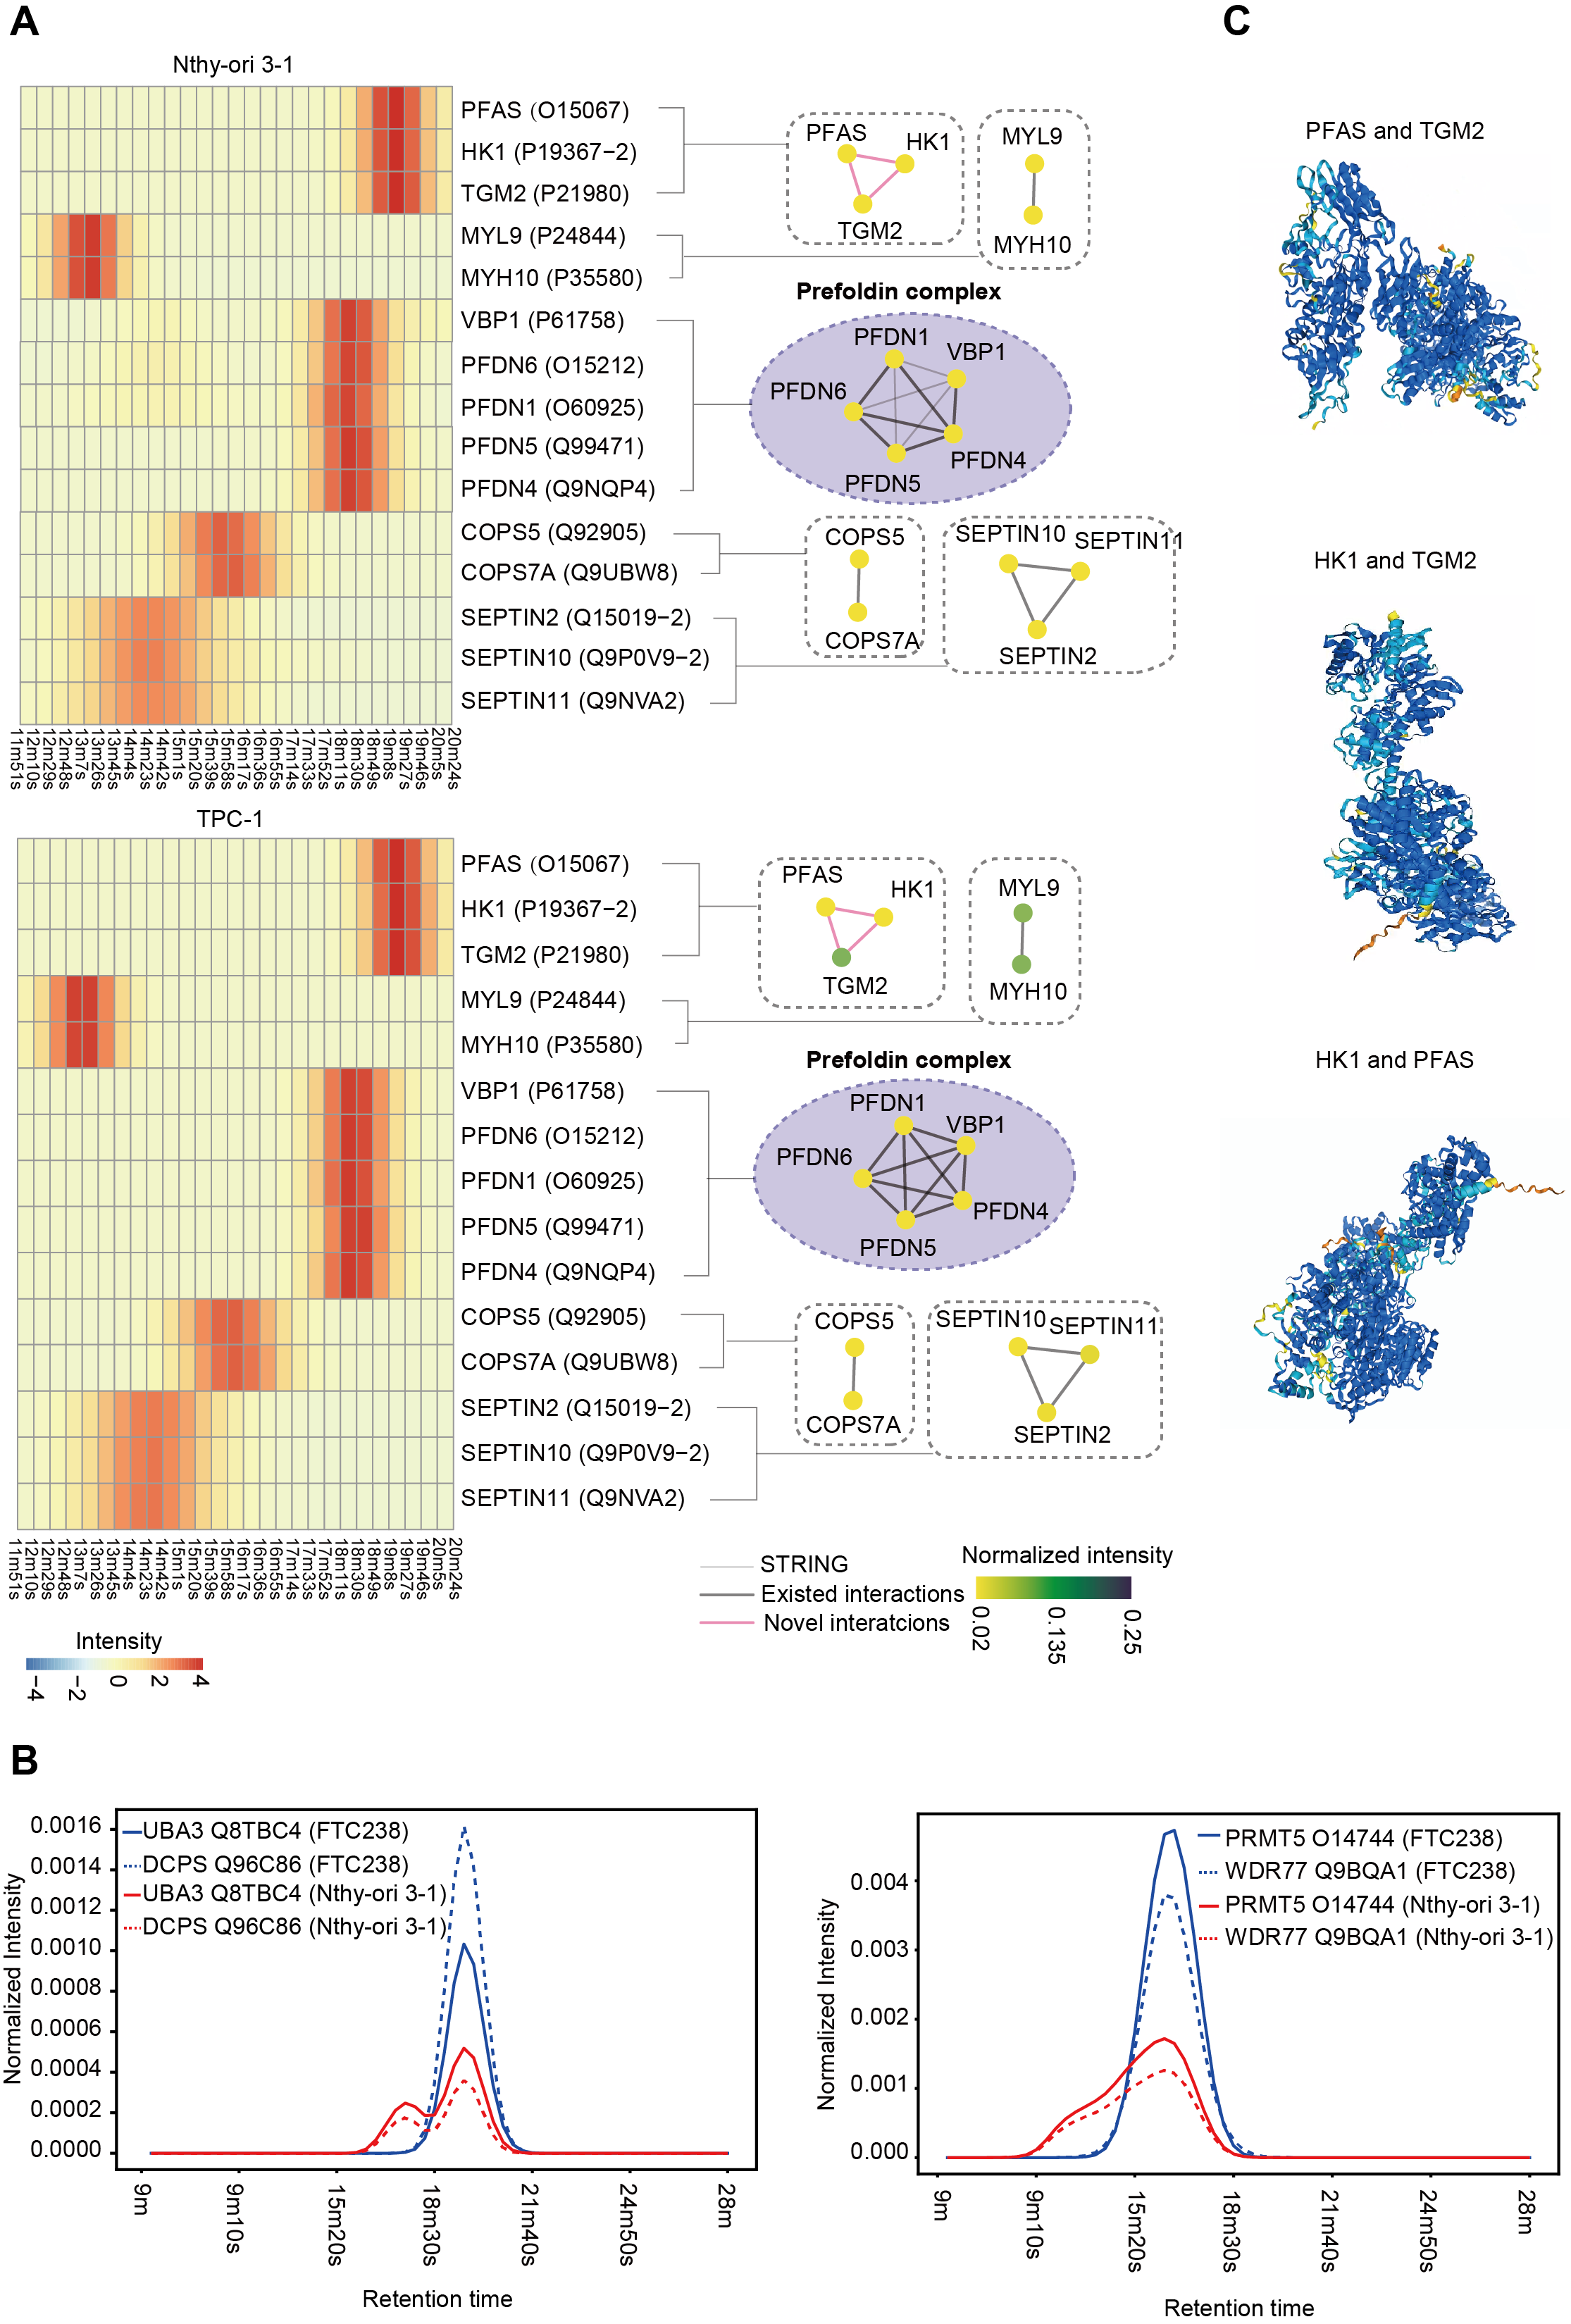 A
C
Nthy-ori 3-1
PFAS (O15067)
HK1 (P19367−2)
TGM2 (P21980)
MYL9 (P24844)
MYH10 (P35580)
VBP1 (P61758)
PFDN6 (O15212)
PFDN1 (O60925)
PFDN5 (Q99471)
PFDN4 (Q9NQP4)
COPS5 (Q92905)
COPS7A (Q9UBW8)
SEPTIN2 (Q15019−2)
SEPTIN10 (Q9P0V9−2)
SEPTIN11 (Q9NVA2)
11m51s
12m10s
12m29s
12m48s
13m7s
13m26s
13m45s
14m4s
14m23s
14m42s
15m1s
15m20s
15m39s
15m58s
16m17s
16m36s
16m55s
17m14s
17m33s
17m52s
18m11s
18m30s
18m49s
19m8s
19m27s
19m46s
20m5s
20m24s
PFAS
HK1
TGM2
MYL9
MYH10
Prefoldin complex
PFDN1
VBP1
PFDN6
PFDN4
PFDN5
COPS5
COPS7A
SEPTIN10
SEPTIN11
SEPTIN2
TPC-1
PFAS (O15067)
HK1 (P19367−2)
TGM2 (P21980)
MYL9 (P24844)
MYH10 (P35580)
VBP1 (P61758)
PFDN6 (O15212)
PFDN1 (O60925)
PFDN5 (Q99471)
PFDN4 (Q9NQP4)
COPS5 (Q92905)
COPS7A (Q9UBW8)
SEPTIN2 (Q15019−2)
SEPTIN10 (Q9P0V9−2)
SEPTIN11 (Q9NVA2)
11m51s
12m10s
12m29s
12m48s
13m7s
13m26s
13m45s
14m4s
14m23s
14m42s
15m1s
15m20s
15m39s
15m58s
16m17s
16m36s
16m55s
17m14s
17m33s
17m52s
18m11s
18m30s
18m49s
19m8s
19m27s
19m46s
20m5s
20m24s
PFAS
HK1
TGM2
MYL9
MYH10
Prefoldin complex
PFDN1
VBP1
PFDN6
PFDN4
PFDN5
COPS5
COPS7A
SEPTIN10
SEPTIN11
SEPTIN2
STRING
Existed interactions
Novel interatcions
Normalized intensity
0.02
0.135
0.25
Intensity
−4
−2
0
2
4
PFAS and TGM2
HK1 and TGM2
HK1 and PFAS
B
Normalized Intensity
0.0016
0.0014
0.0012
0.0010
0.0008
0.0006
0.0004
0.0002
0.0000
UBA3 Q8TBC4 (FTC238)
DCPS Q96C86 (FTC238)
UBA3 Q8TBC4 (Nthy-ori 3-1)
DCPS Q96C86 (Nthy-ori 3-1)
9m
9m10s
15m20s
18m30s
21m40s
24m50s
28m
Retention time
Normalized Intensity
0.004
0.003
0.002
0.001
0.000
PRMT5 O14744 (FTC238)
WDR77 Q9BQA1 (FTC238)
PRMT5 O14744 (Nthy-ori 3-1)
WDR77 Q9BQA1 (Nthy-ori 3-1)
9m
9m10s
15m20s
18m30s
21m40s
24m50s
28m
Retention time